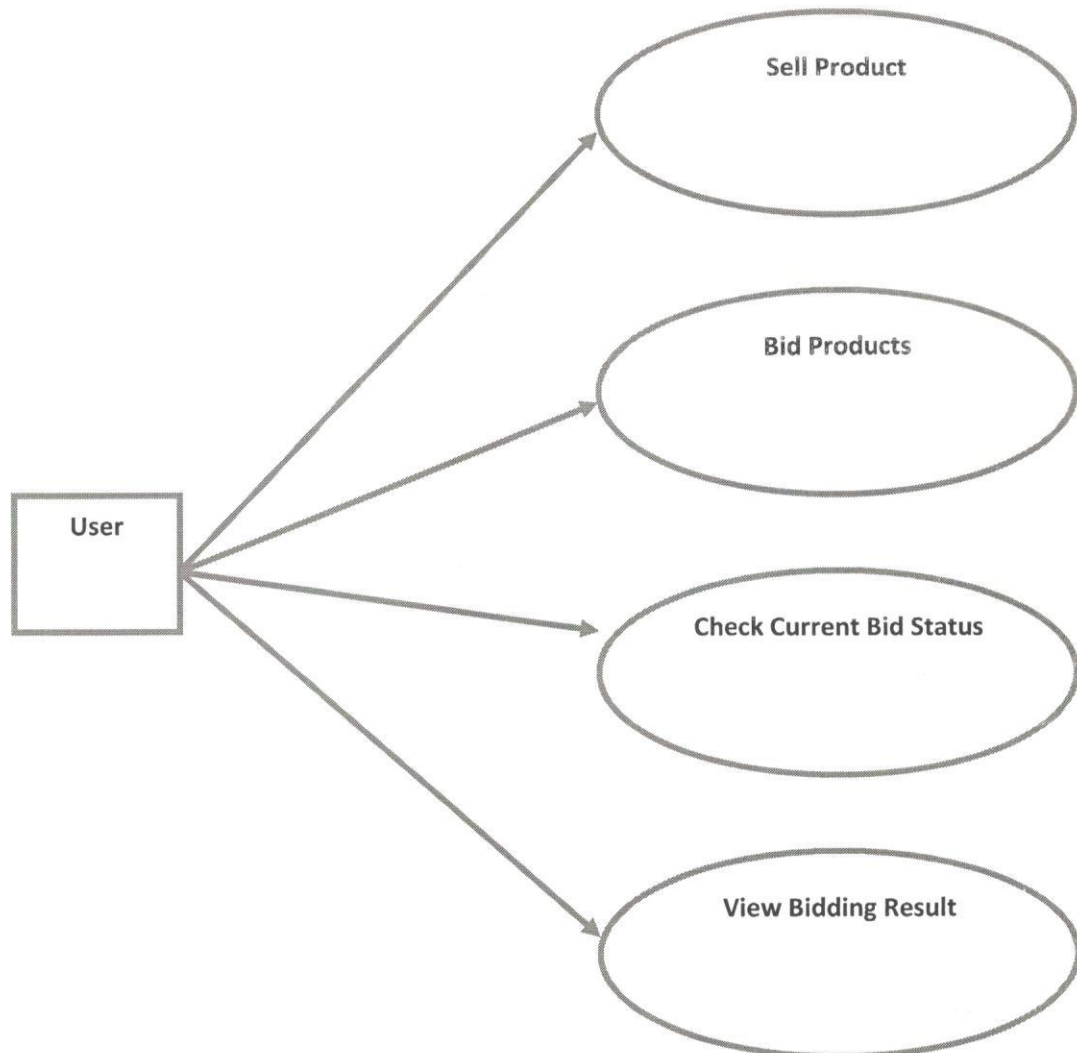 Sell Product
Bid Products
User
Check Current Bid Status
View Bidding Result